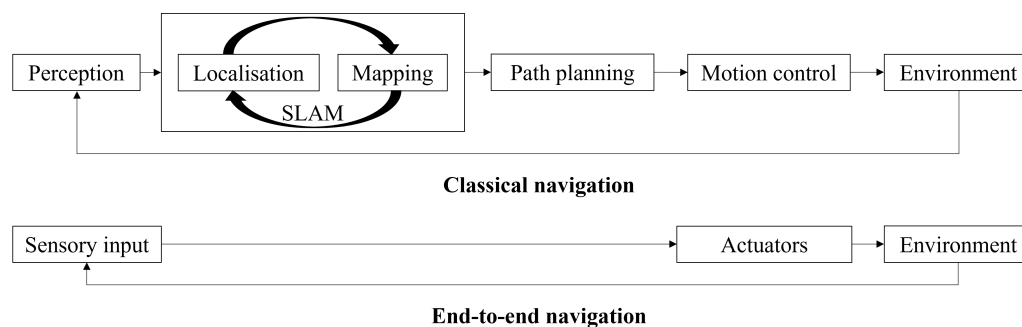 Perception
Localisation
Mapping
SLAM
Path planning
Motion control
Environment
Classical navigation
Sensory input
Actuators
Environment
End-to-end navigation